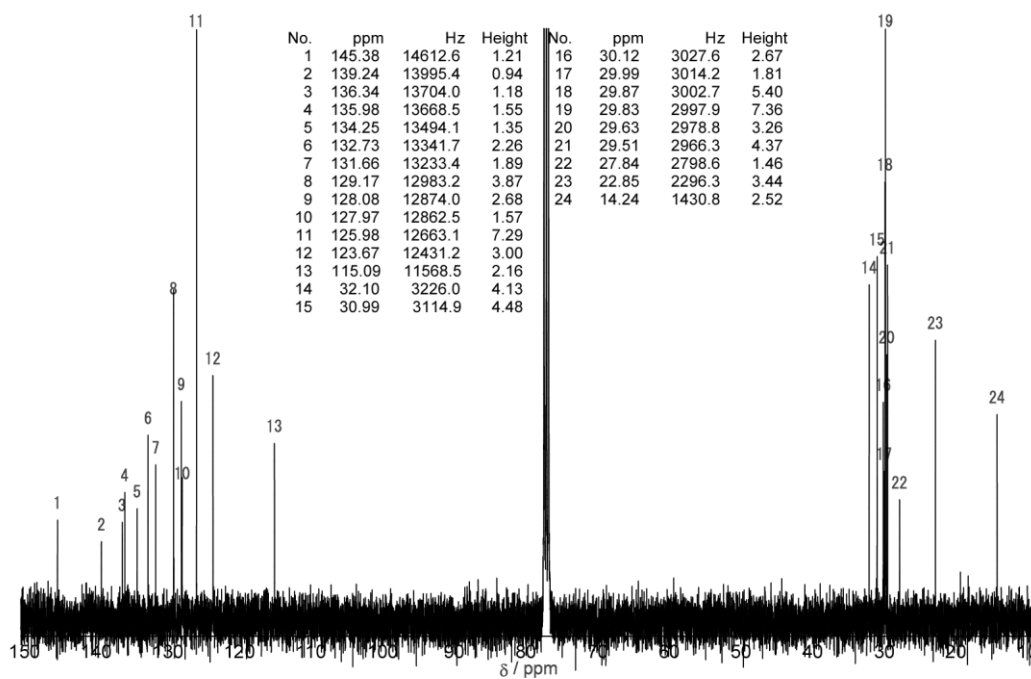 11
19
No. ppm Hz Height
1 145.38 14612.6 1.21
2 139.24 13995.4 0.94
3 136.34 13704.0 1.18
4 135.98 13668.5 1.55
5 134.25 13494.1 1.35
6 132.73 13341.7 2.26
7 131.66 13233.4 1.89
8 129.17 12983.2 3.87
9 128.08 12874.0 2.68
10 127.97 12862.5 1.57
11 125.98 12663.1 7.29
12 123.67 12431.2 3.00
13 115.09 11568.5 2.16
14 32.10 3226.0 4.13
15 30.99 3114.9 4.48
No. ppm Hz Height
16 30.12 3027.6 2.67
17 29.99 3014.2 1.81
18 29.87 3002.7 5.40
19 29.83 2997.9 7.36
20 29.63 2978.8 3.26
21 29.51 2966.3 4.37
22 27.84 2798.6 1.46
23 22.85 2296.3 3.44
24 14.24 1430.8 2.52
18
15
21
14
8
23
20
12
9
16
24
6
13
7
17
10
4
22
1
3
5
2
150 140 130 120 110 100 90 80 70 60 50 40 30 20 10
δ / ppm